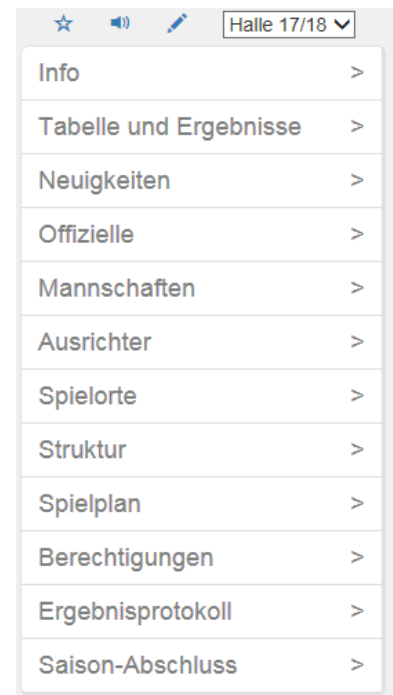 Halle 17/18
Info >
Tabelle und Ergebnisse >
Neuigkeiten >
Offizielle >
Mannschaften >
Ausrichter >
Spielorte >
Struktur >
Spielplan >
Berechtigungen >
Ergebnisprotokoll >
Saison-Abschluss >